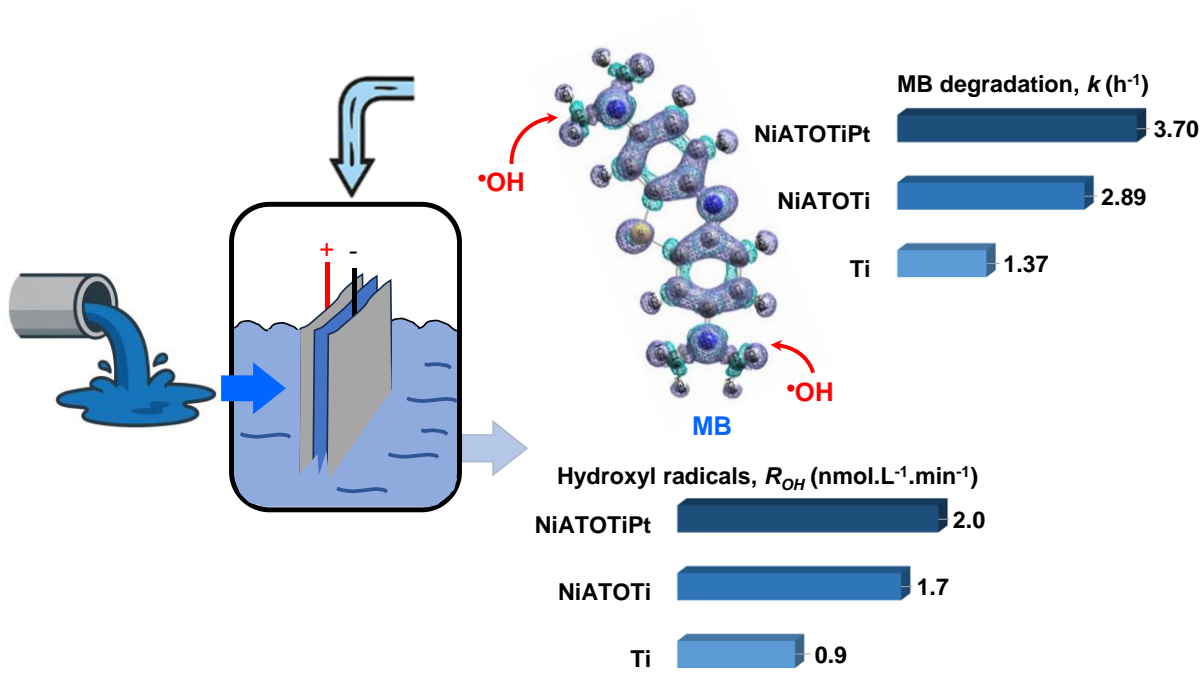 MB degradation, k (h⁻¹)
NiATOTiPt
3.70
NiATOTi
2.89
Ti
1.37
•OH
•OH
MB
+
-
Hydroxyl radicals, R_OH (nmol.L⁻¹.min⁻¹)
NiATOTiPt
2.0
NiATOTi
1.7
Ti
0.9